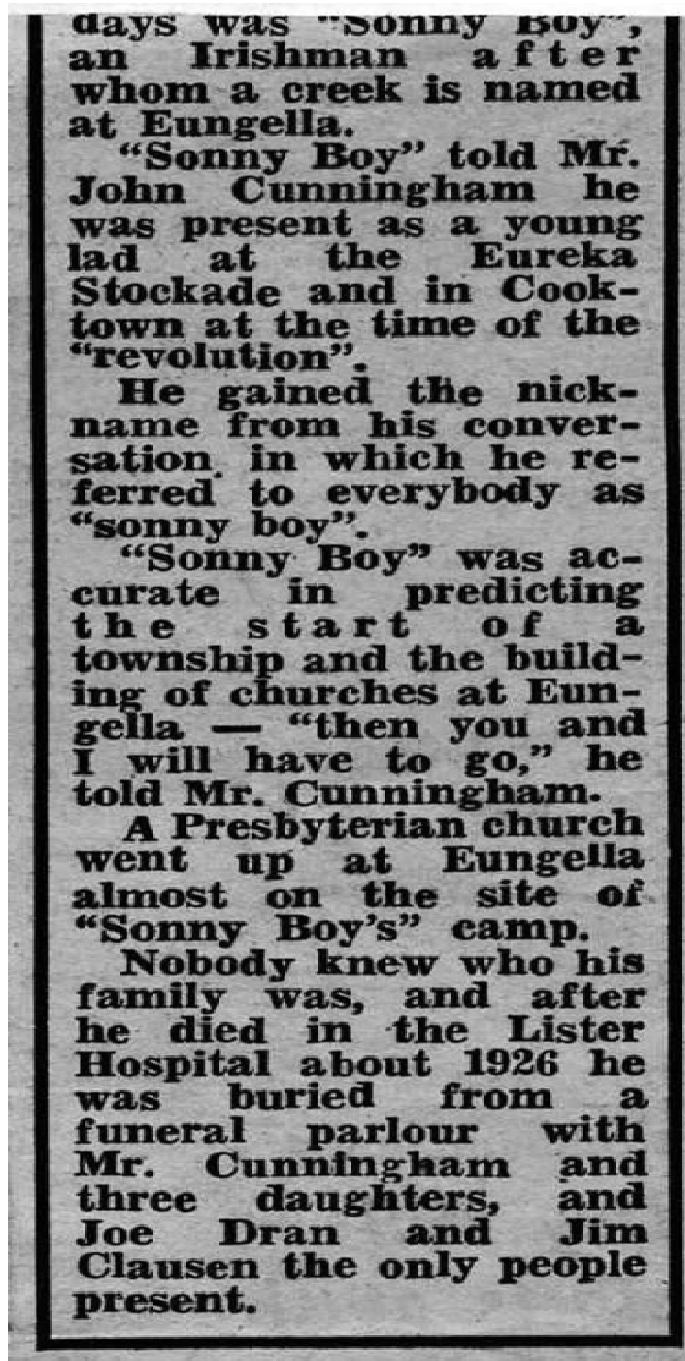 days was "Sonny Boy",
an Irishman after
whom a creek is named
at Eungella.
"Sonny Boy" told Mr.
John Cunningham he
was present as a young
lad at the Eureka
Stockade and in Cook-
town at the time of the
"revolution".
He gained the nick-
name from his conver-
sation in which he re-
ferred to everybody as
"sonny boy".
"Sonny Boy" was ac-
curate in predicting
the start of a
township and the build-
ing of churches at Eun-
gella — "then you and
I will have to go," he
told Mr. Cunningham.
A Presbyterian church
went up at Eungella
almost on the site of
"Sonny Boy's" camp.
Nobody knew who his
family was, and after
he died in the Lister
Hospital about 1926 he
was buried from a
funeral parlour with
Mr. Cunningham and
three daughters, and
Joe Dran and Jim
Clausen the only people
present.